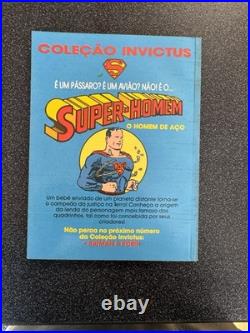 COLEÇÃO INVICTUS
S
É UM PÁSSARO? É UM AVIÃO? NÃO! É O...
SUPER-HOMEM
O HOMEM DE AÇO
Um bebê enviado de um planeta distante torna-se
o campeão da justiça na Terra! Conheça a origem
da lenda do personagem mais famoso dos
quadrinhos, tal como foi concebida por seus
criadores!
Não perca no próximo número
da Coleção Invictus: